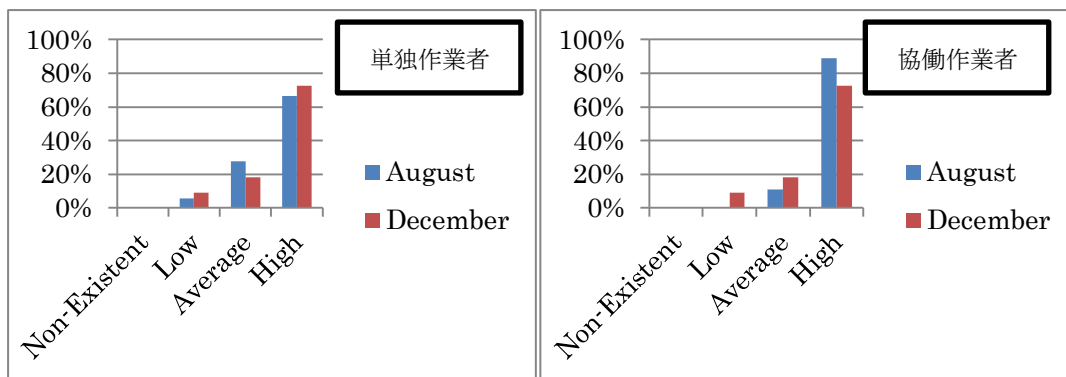 100%
80%
60%
40%
20%
0%
単独作業者
August
December
Non-Existent
Low
Average
High
100%
80%
60%
40%
20%
0%
協働作業者
August
December
Non-Existent
Low
Average
High